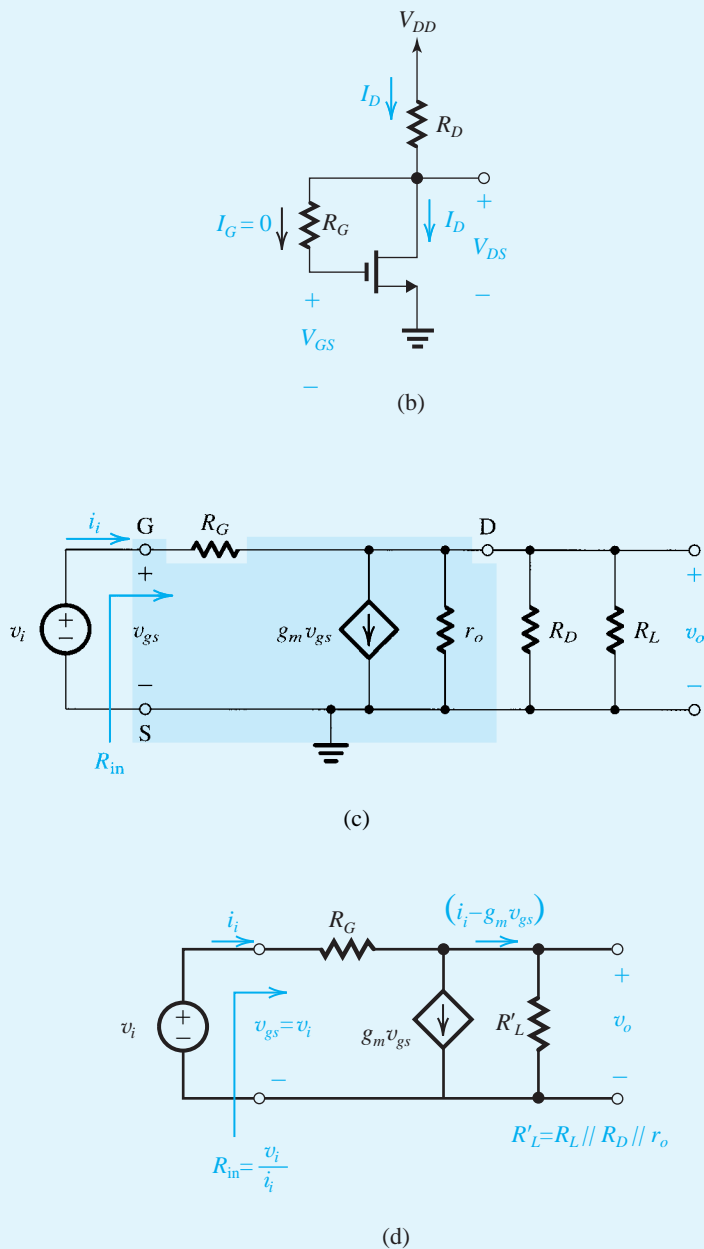 V_DD
I_D
R_D
I_G = 0
R_G
I_D
+
V_DS
–
+
V_GS
–
(b)
i_i
G
R_G
D
+
v_i
+
–
v_gs
g_m v_gs
r_o
R_D
R_L
+
v_o
–
–
S
R_in
(c)
i_i
R_G
(i_i – g_m v_gs)
+
v_i
+
–
v_gs = v_i
g_m v_gs
R'_L
v_o
–
–
R'_L = R_L // R_D // r_o
R_in = v_i / i_i
(d)